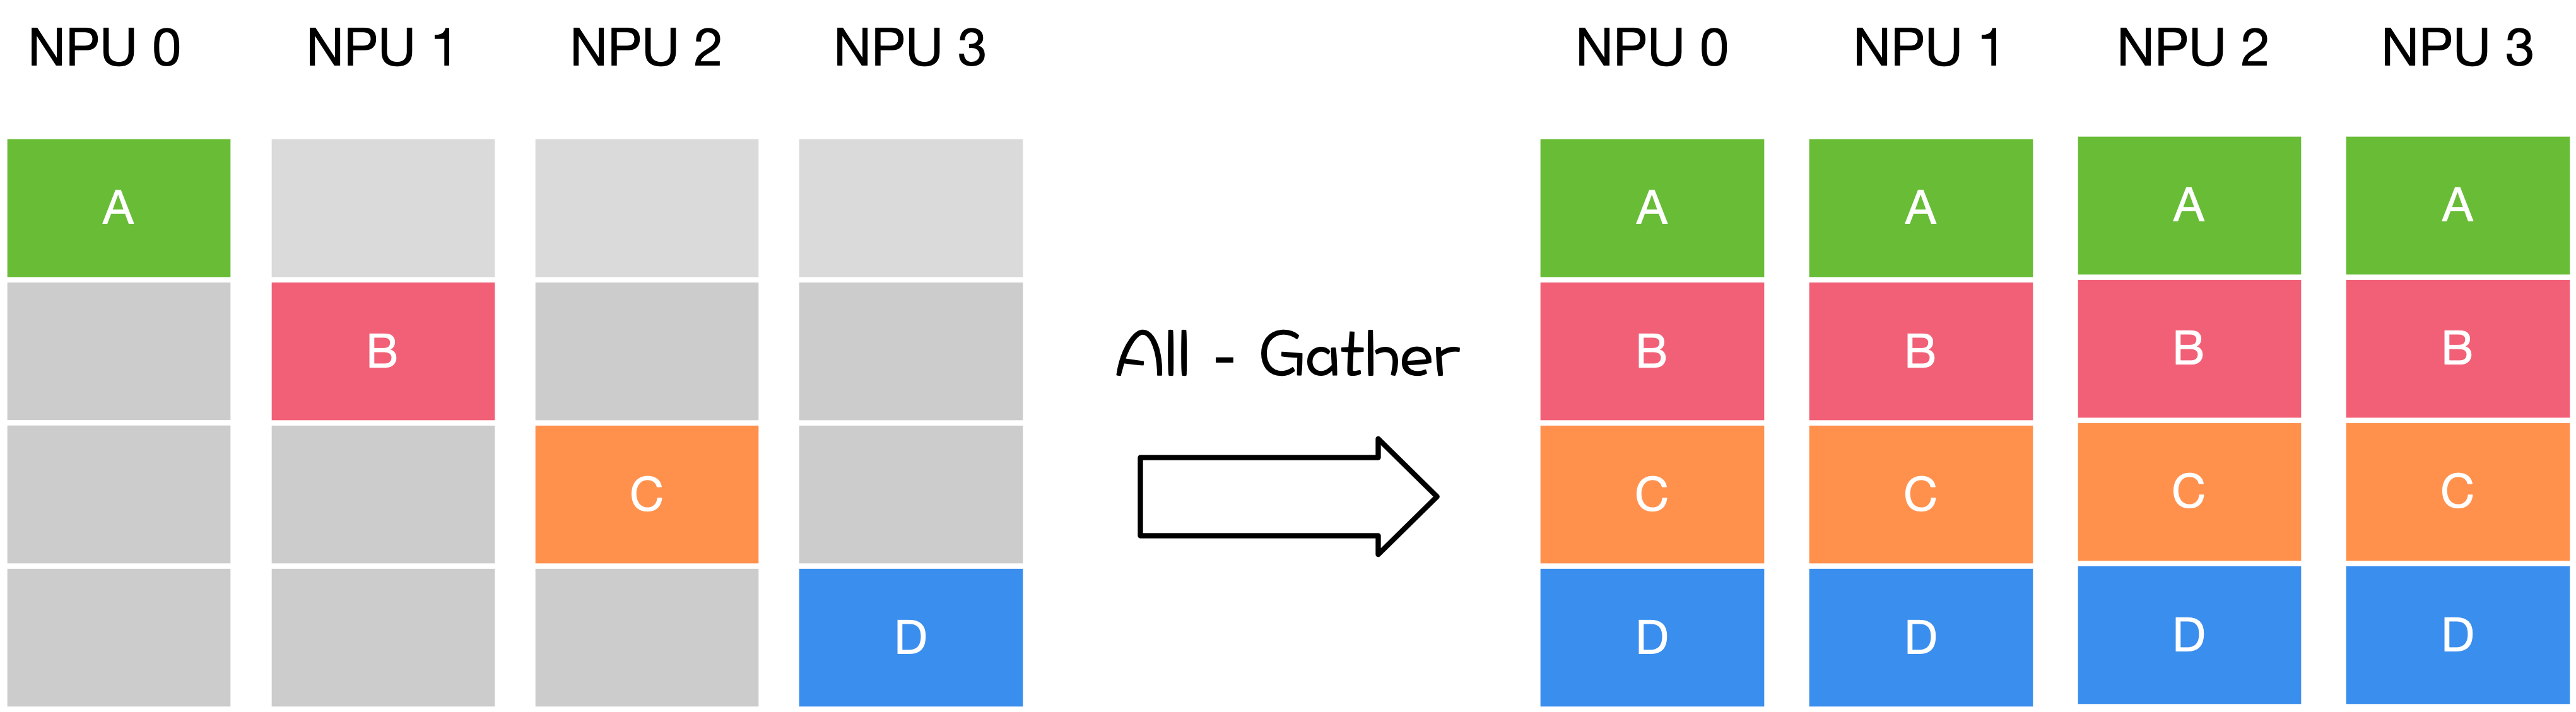 NPU 0 NPU 1 NPU 2 NPU 3 NPU 0 NPU 1 NPU 2 NPU 3
A A A A A
B B B B B
All - Gather
C C C C C
D D D D D